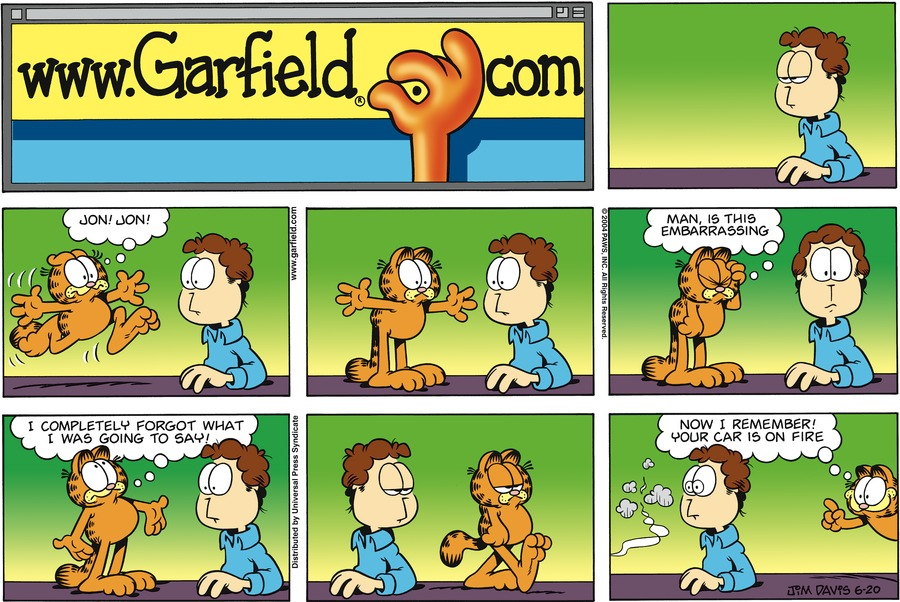 www.Garfield.com
®
JON! JON!
www.garfield.com
© 2004 PAWS, INC. All Rights Reserved.
MAN, IS THIS
EMBARRASSING
I COMPLETELY FORGOT WHAT
I WAS GOING TO SAY!
Distributed by Universal Press Syndicate
NOW I REMEMBER!
YOUR CAR IS ON FIRE
JIM DAVIS 6-20